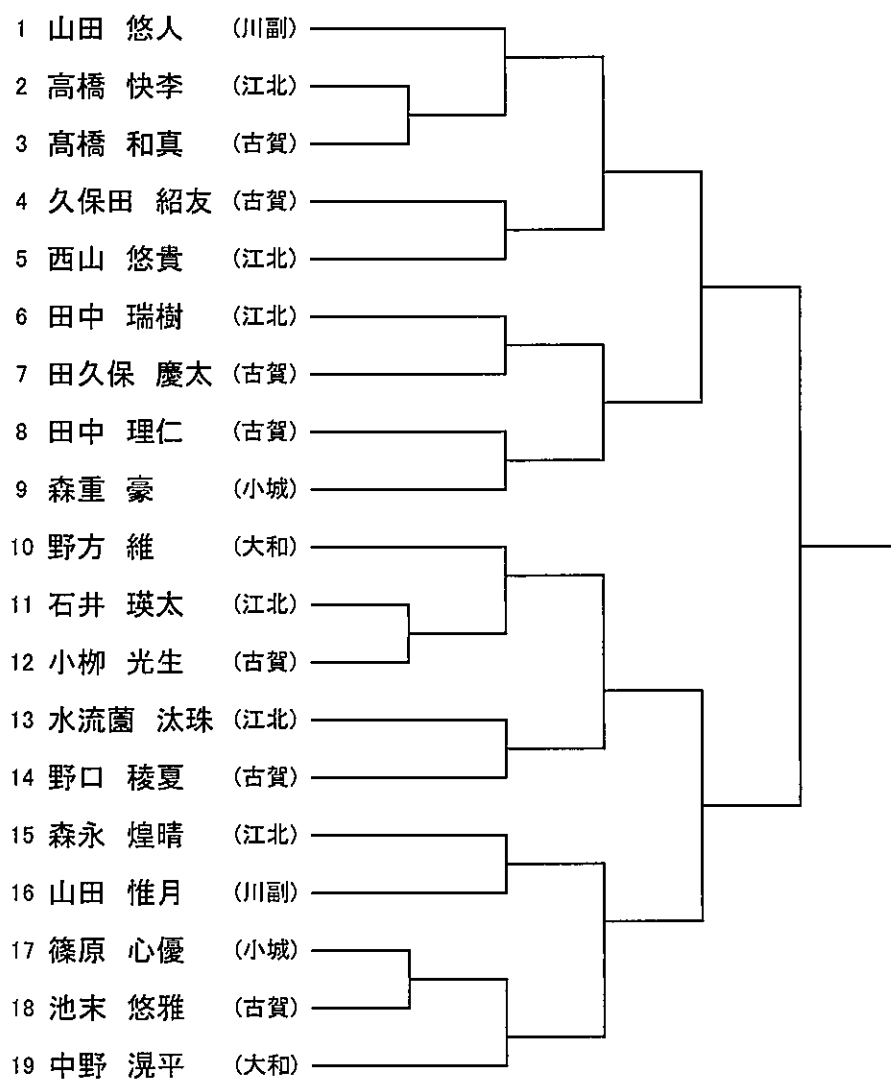 1 山田 悠人 (川副)
2 高橋 快李 (江北)
3 髙橋 和真 (古賀)
4 久保田 紹友 (古賀)
5 西山 悠貴 (江北)
6 田中 瑞樹 (江北)
7 田久保 慶太 (古賀)
8 田中 理仁 (古賀)
9 森重 豪 (小城)
10 野方 維 (大和)
11 石井 瑛太 (江北)
12 小栁 光生 (古賀)
13 水流薗 汰珠 (江北)
14 野口 稜夏 (古賀)
15 森永 煌晴 (江北)
16 山田 惟月 (川副)
17 篠原 心優 (小城)
18 池末 悠雅 (古賀)
19 中野 滉平 (大和)